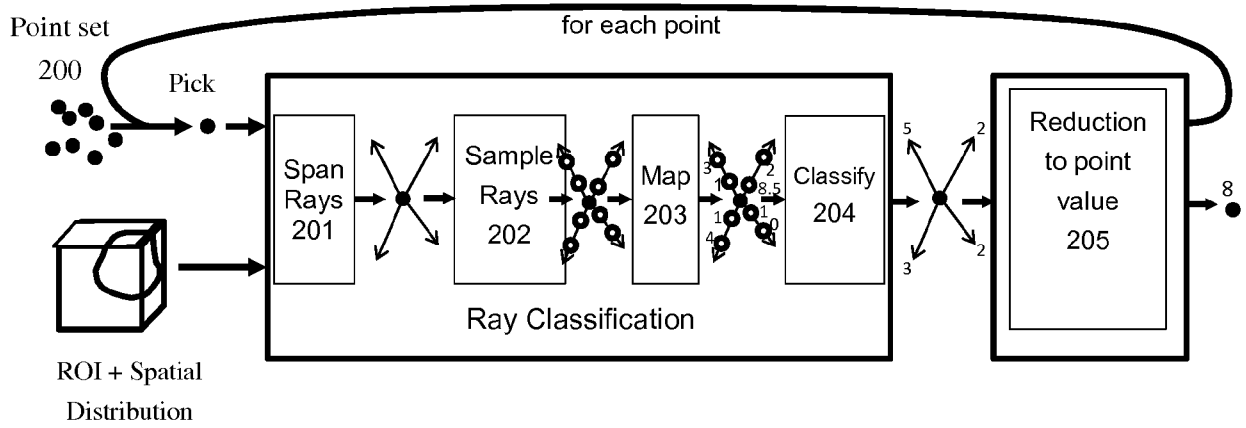 for each point
Point set
200
Pick
Span
Rays
201
Sample
Rays
202
Map
203
3
2
1
8.5
1
1
4
0
Classify
204
5
2
3
2
Reduction
to point
value
205
8
Ray Classification
ROI + Spatial
Distribution